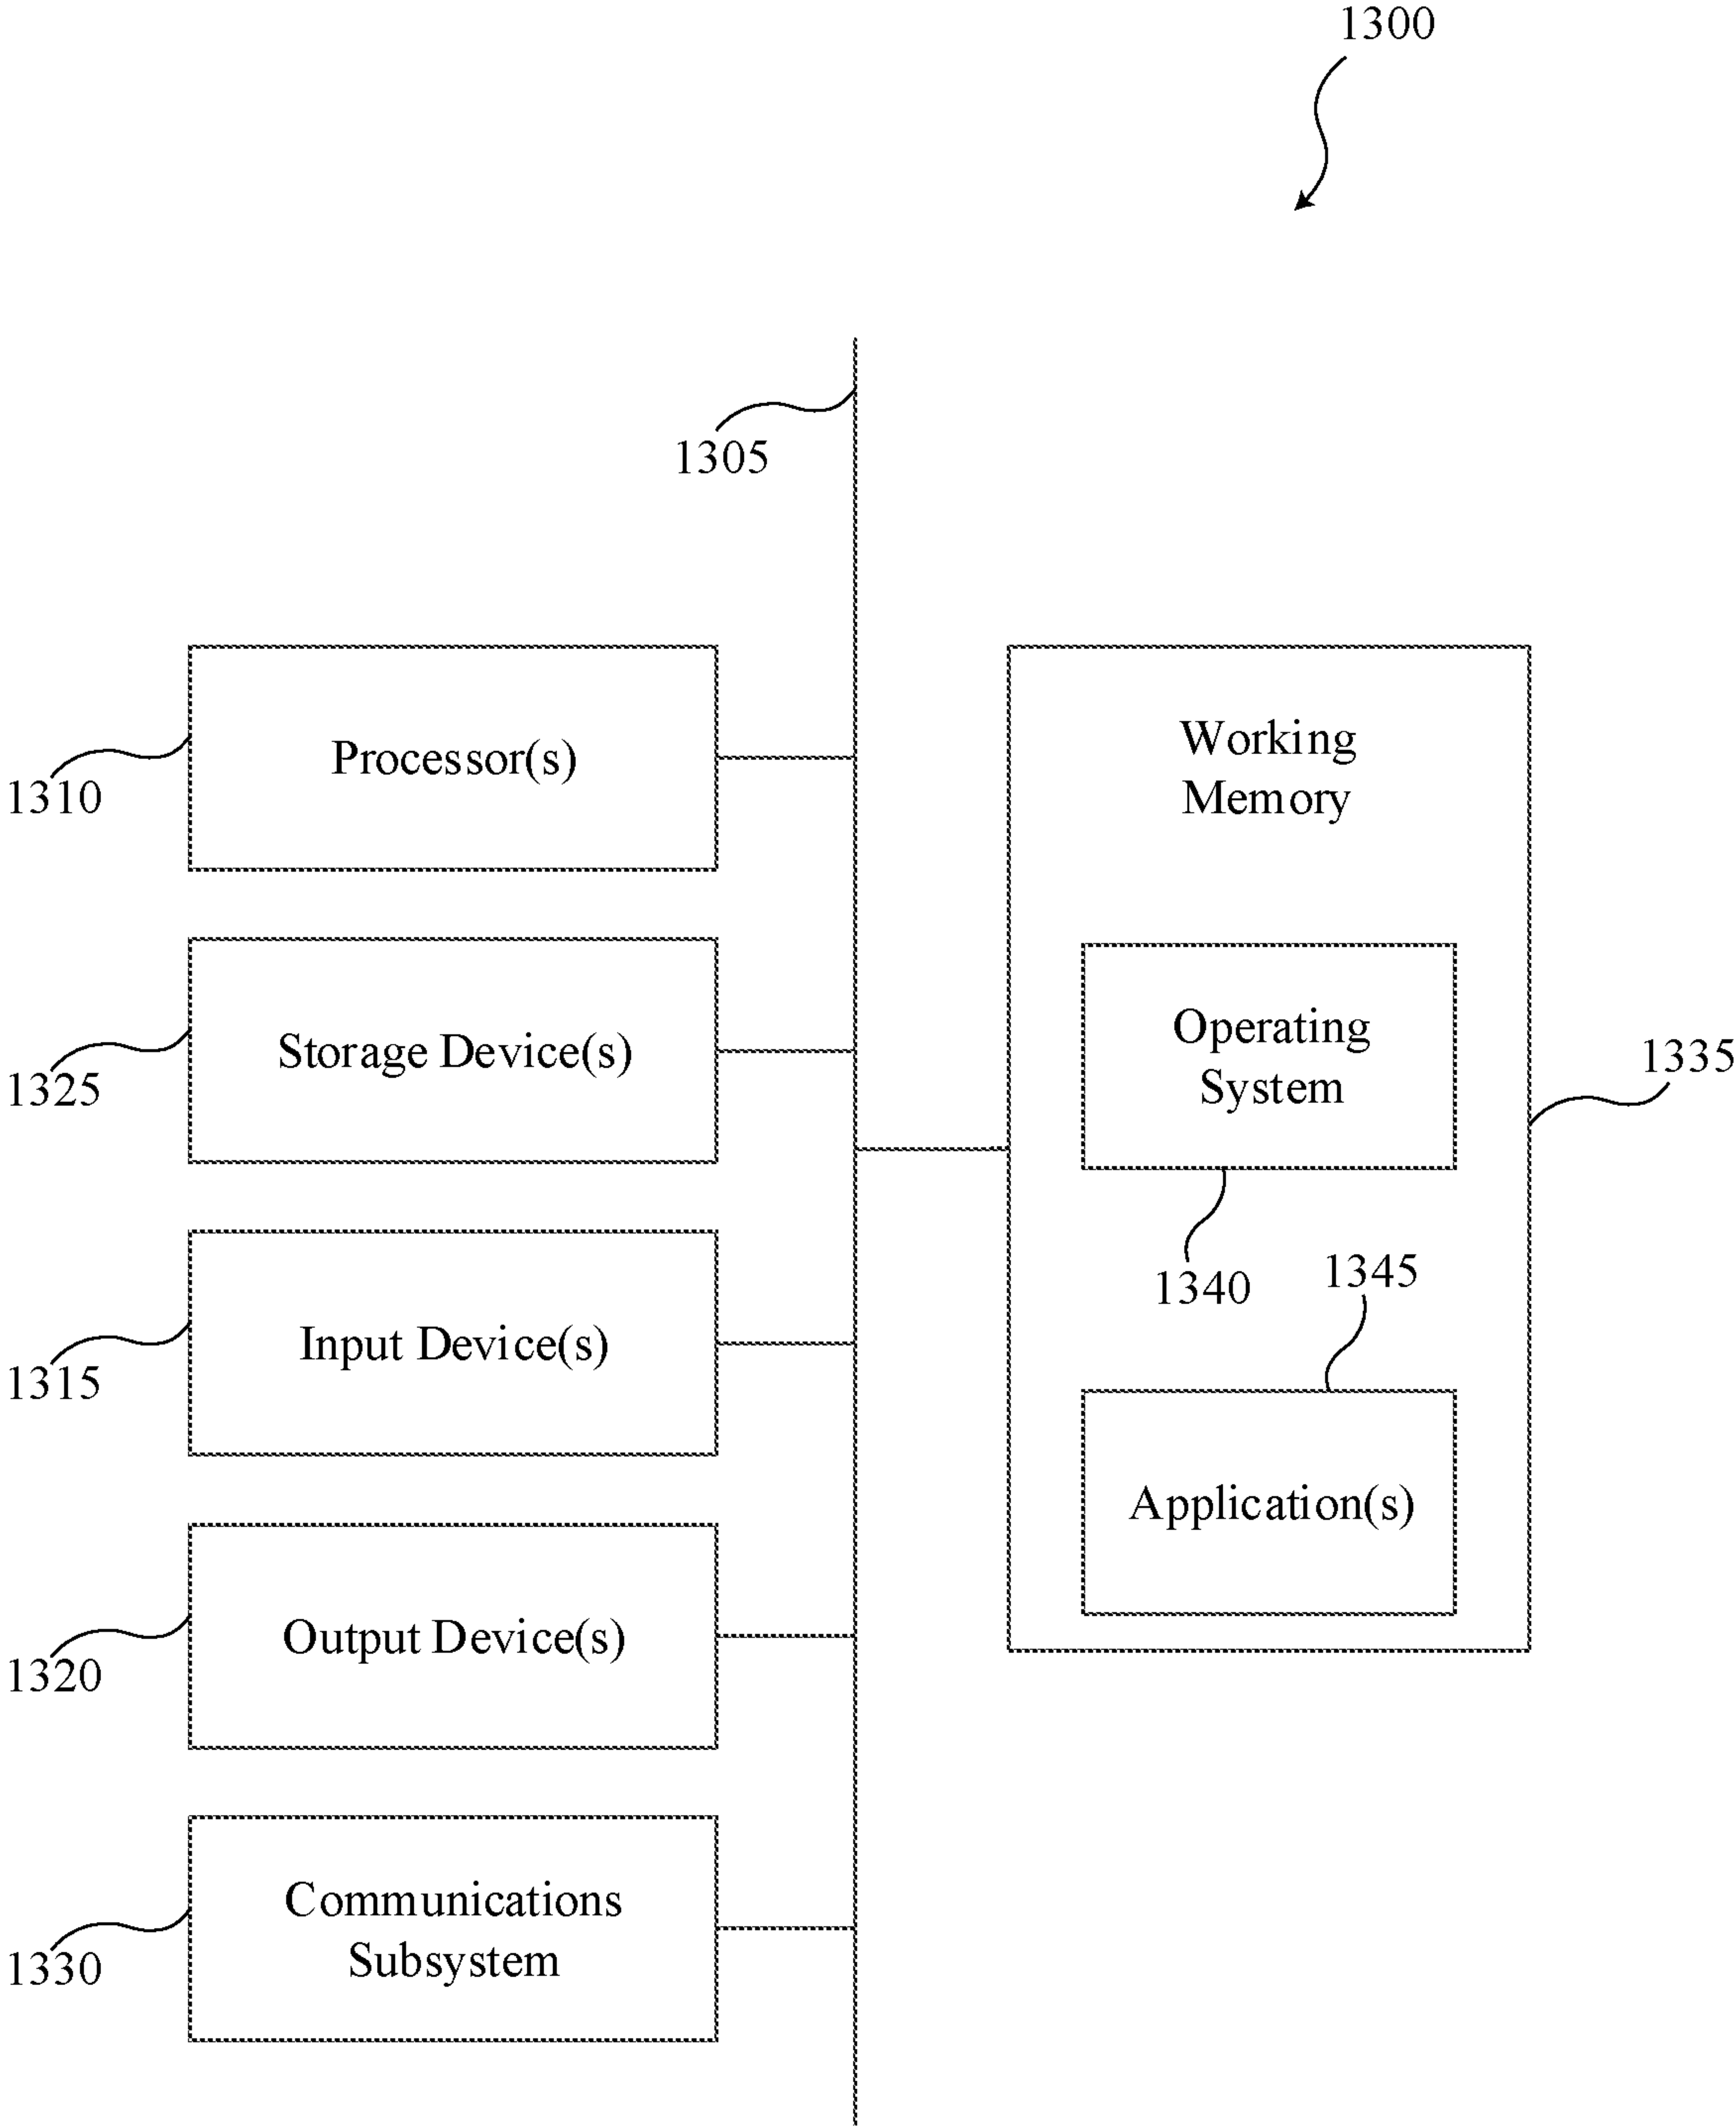 1300
1305
Processor(s)
1310
Storage Device(s)
1325
Input Device(s)
1315
Output Device(s)
1320
Communications
Subsystem
1330
Working
Memory
Operating
System
1335
1340
1345
Application(s)